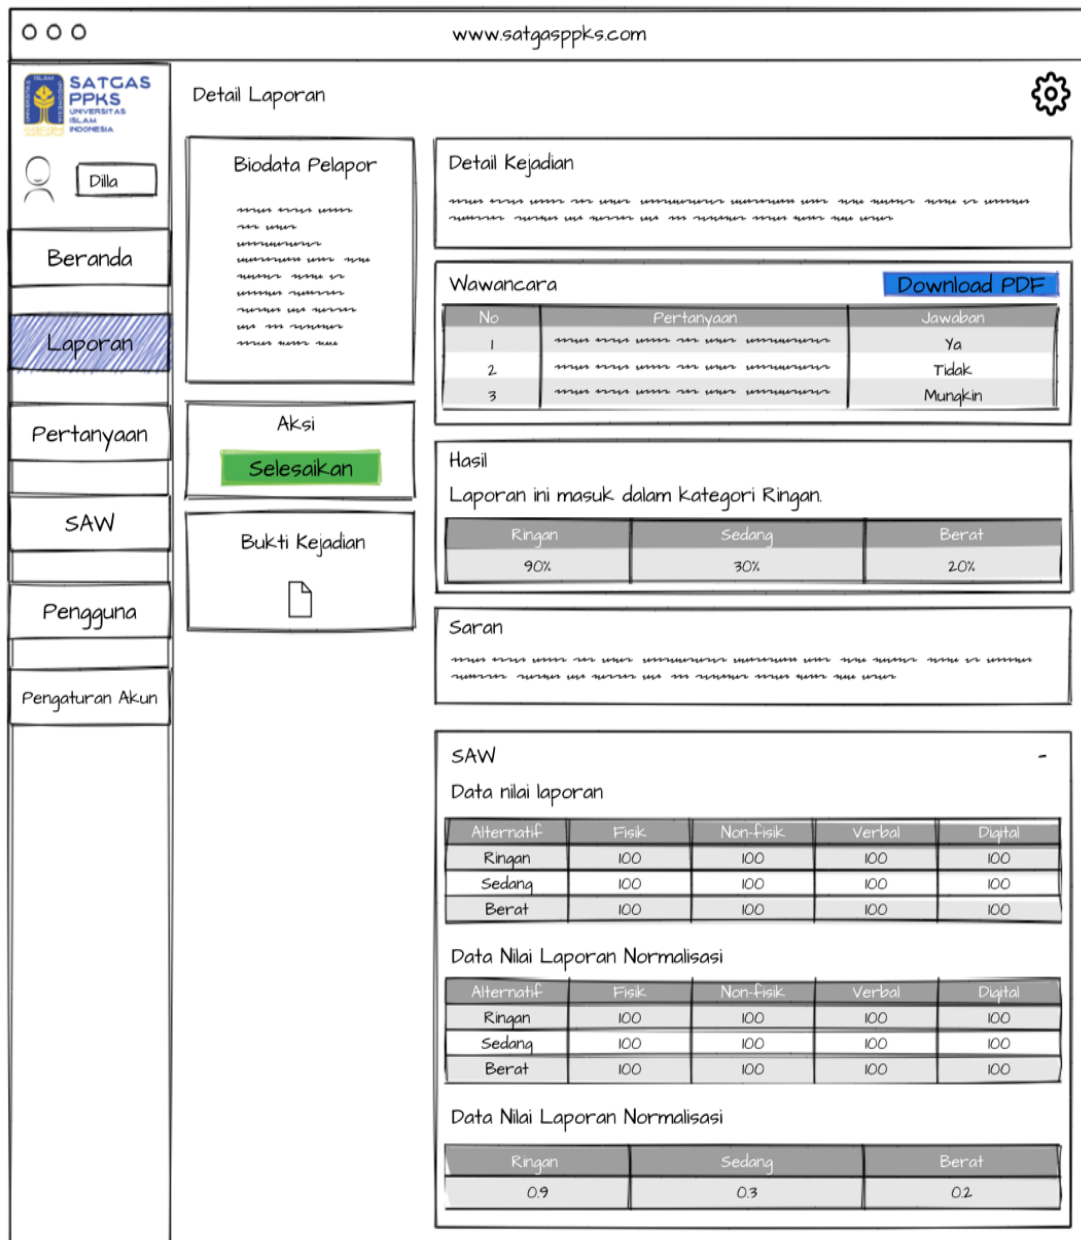 www.satgasppks.com
SATGAS
PPKS
UNIVERSITAS
ISLAM
INDONESIA
Dilla
Beranda
Laporan
Pertanyaan
SAW
Pengguna
Pengaturan Akun
Detail Laporan
Biodata Pelapor
Aksi
Selesaikan
Bukti Kejadian
Detail Kejadian
Wawancara
Download PDF
No Pertanyaan Jawaban
1 Ya
2 Tidak
3 Mungkin
Hasil
Laporan ini masuk dalam kategori Ringan.
Ringan Sedang Berat
90% 30% 20%
Saran
SAW -
Data nilai laporan
Alternatif Fisik Non-fisik Verbal Digital
Ringan 100 100 100 100
Sedang 100 100 100 100
Berat 100 100 100 100
Data Nilai Laporan Normalisasi
Alternatif Fisik Non-fisik Verbal Digital
Ringan 100 100 100 100
Sedang 100 100 100 100
Berat 100 100 100 100
Data Nilai Laporan Normalisasi
Ringan Sedang Berat
0.9 0.3 0.2